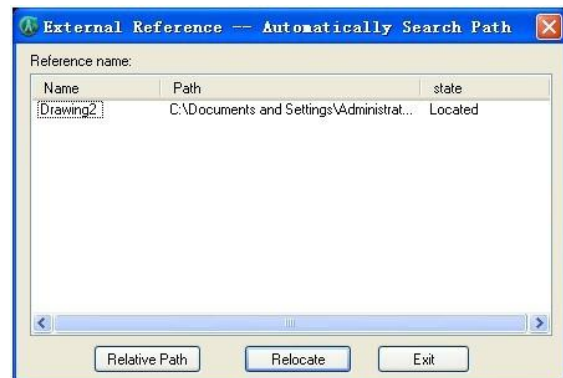 External Reference -- Automatically Search Path
Reference name:
Name Path state
Drawing2 C:\Documents and Settings\Administrat... Located
Relative Path Relocate Exit